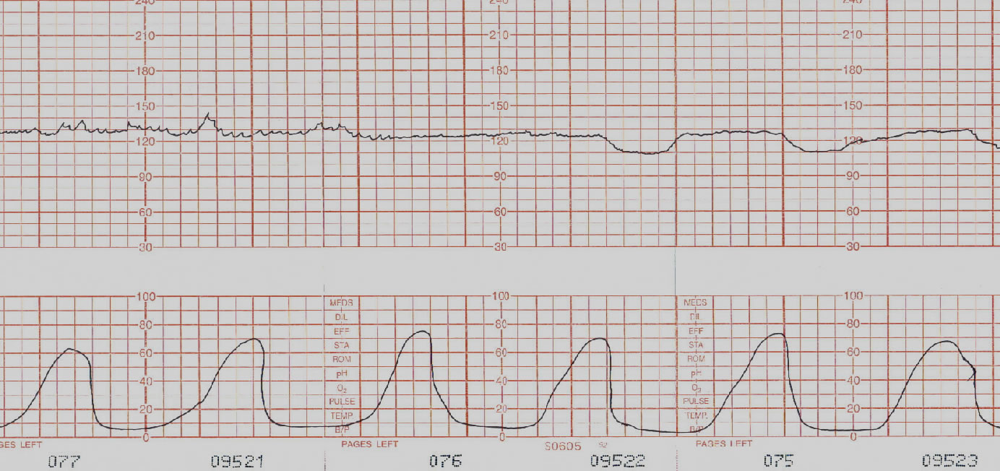 240 240 240
210 210 210
180 180 180
150 150 150
120 120 120
90 90 90
60 60 60
30 30 30
100 MEDS 100 MEDS 100
80 DIL 80 DIL 80
EFF EFF
60 STA 60 STA 60
ROM ROM
40 pH 40 pH 40
O2 O2
20 PULSE 20 PULSE 20
TEMP TEMP
0 B/P 0 B/P 0
GES LEFT PAGES LEFT S0605 S2 PAGES LEFT
077 09521 076 09522 075 09523